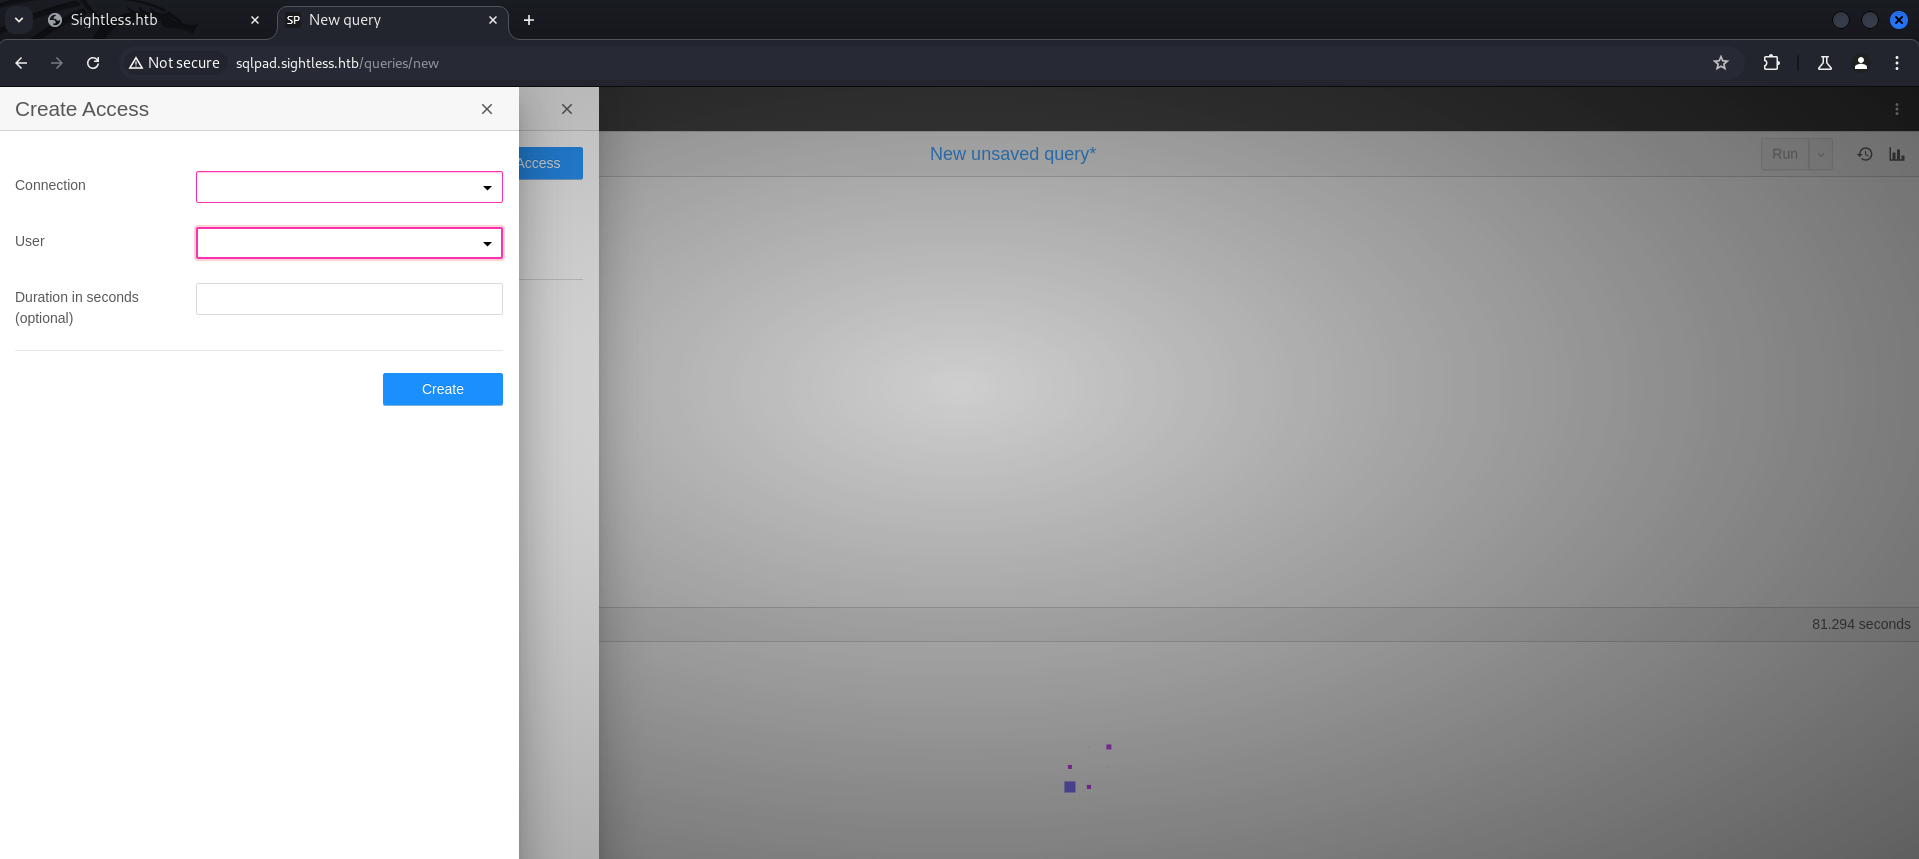 Sightless.htb
SP New query
Not secure sqlpad.sightless.htb/queries/new
Create Access
Access
New unsaved query*
Run
Connection
User
Duration in seconds
(optional)
Create
81.294 seconds